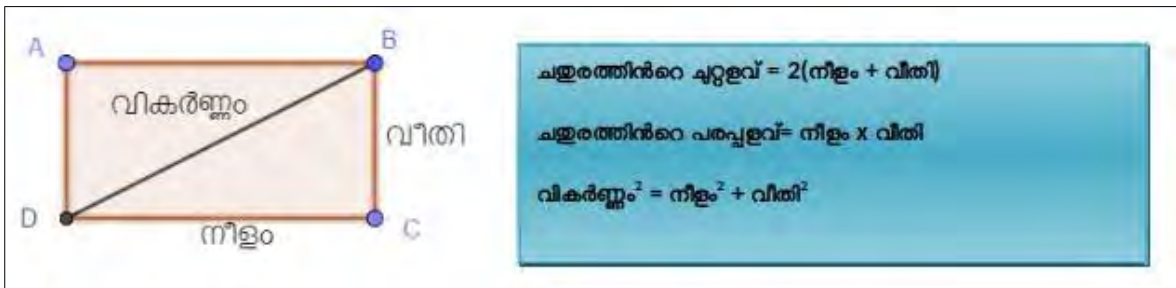 A
B
വികർണ്ണം
വീതി
D
C
നീളം
ചതുരത്തിൻറെ ചുറ്റളവ് = 2(നീളം + വീതി)
ചതുരത്തിൻറെ പരപ്പളവ്= നീളം x വീതി
വികർണ്ണം² = നീളം² + വീതി²